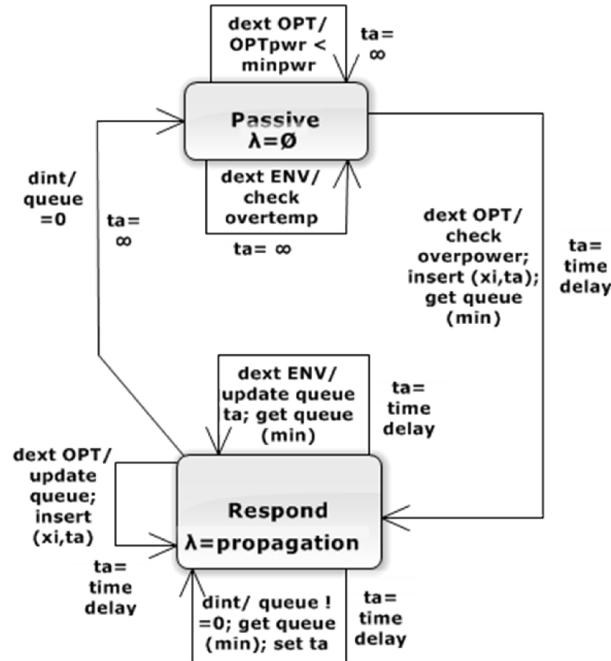 dext OPT/
OPTpwr <
minpwr
ta=
∞
Passive
λ=Ø
dext ENV/
check
overtemp
ta= ∞
dint/
queue
=0
ta=
∞
dext OPT/
check
overpower;
insert (xi,ta);
get queue
(min)
ta=
time
delay
dext ENV/
update queue
ta; get queue
(min)
ta=
time
delay
dext OPT/
update
queue;
insert
(xi,ta)
ta=
time
delay
Respond
λ=propagation
dint/ queue !
=0; get queue
(min); set ta
ta=
time
delay